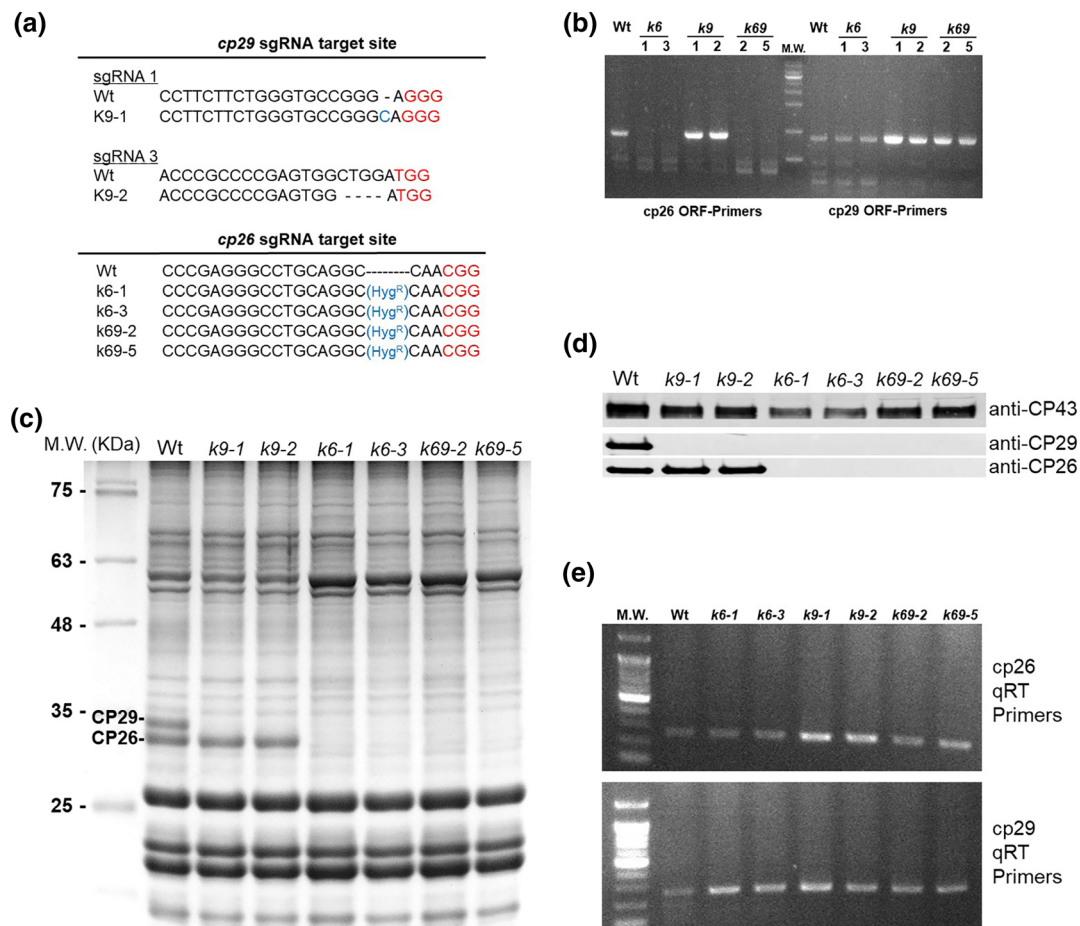 (a)
cp29 sgRNA target site
sgRNA 1
Wt CCTTCTTCTGGGTGCCGGG -AGGG
K9-1 CCTTCTTCTGGGTGCCGGGCAGGG
sgRNA 3
Wt ACCCGCCCCGAGTGGCTGGATGG
K9-2 ACCCGCCCCGAGTGG ----ATGG
cp26 sgRNA target site
Wt CCCGAGGGCCTGCAGGC--------CAACGG
k6-1 CCCGAGGGCCTGCAGGC(HygR)CAACGG
k6-3 CCCGAGGGCCTGCAGGC(HygR)CAACGG
k69-2 CCCGAGGGCCTGCAGGC(HygR)CAACGG
k69-5 CCCGAGGGCCTGCAGGC(HygR)CAACGG
(b)
Wt k6 k9 k69 Wt k6 k9 k69
1 3 1 2 2 5 M.W. 1 3 1 2 2 5
cp26 ORF-Primers cp29 ORF-Primers
(c)
M.W. (KDa) Wt k9-1 k9-2 k6-1 k6-3 k69-2 k69-5
75 -
63 -
48 -
35 -
CP29-
CP26-
25 -
(d)
Wt k9-1 k9-2 k6-1 k6-3 k69-2 k69-5
anti-CP43
anti-CP29
anti-CP26
(e)
M.W. Wt k6-1 k6-3 k9-1 k9-2 k69-2 k69-5
cp26
qRT
Primers
cp29
qRT
Primers